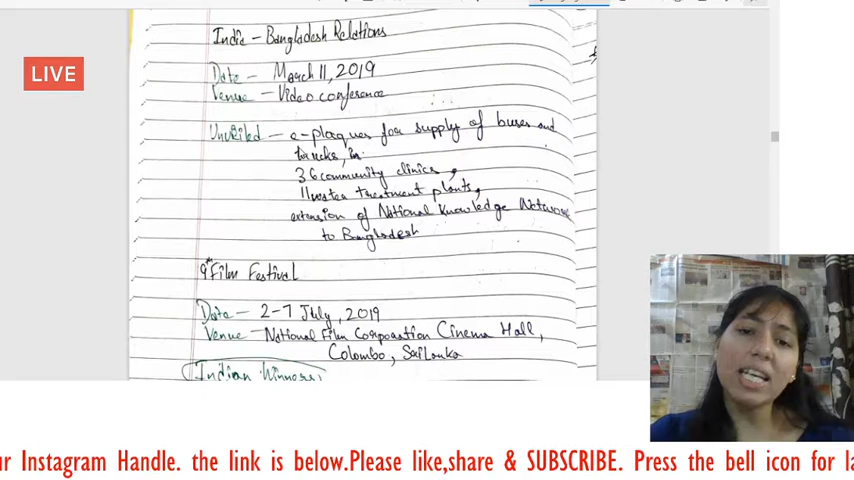 India - Bangladesh Relations
LIVE
Date - March 11, 2019
Venue - Video conference
Unveiled - e-plaques for supply of buses and
trucks, in
36 community clinics,
11 water treatment plants,
extension of National Knowledge Network
to Bangladesh
9th Film Festival
Date - 2-7 July, 2019
Venue - National Film Corporation Cinema Hall,
Colombo, Sri Lanka
Indian Winners
ur Instagram Handle. the link is below.Please like,share & SUBSCRIBE. Press the bell icon for la